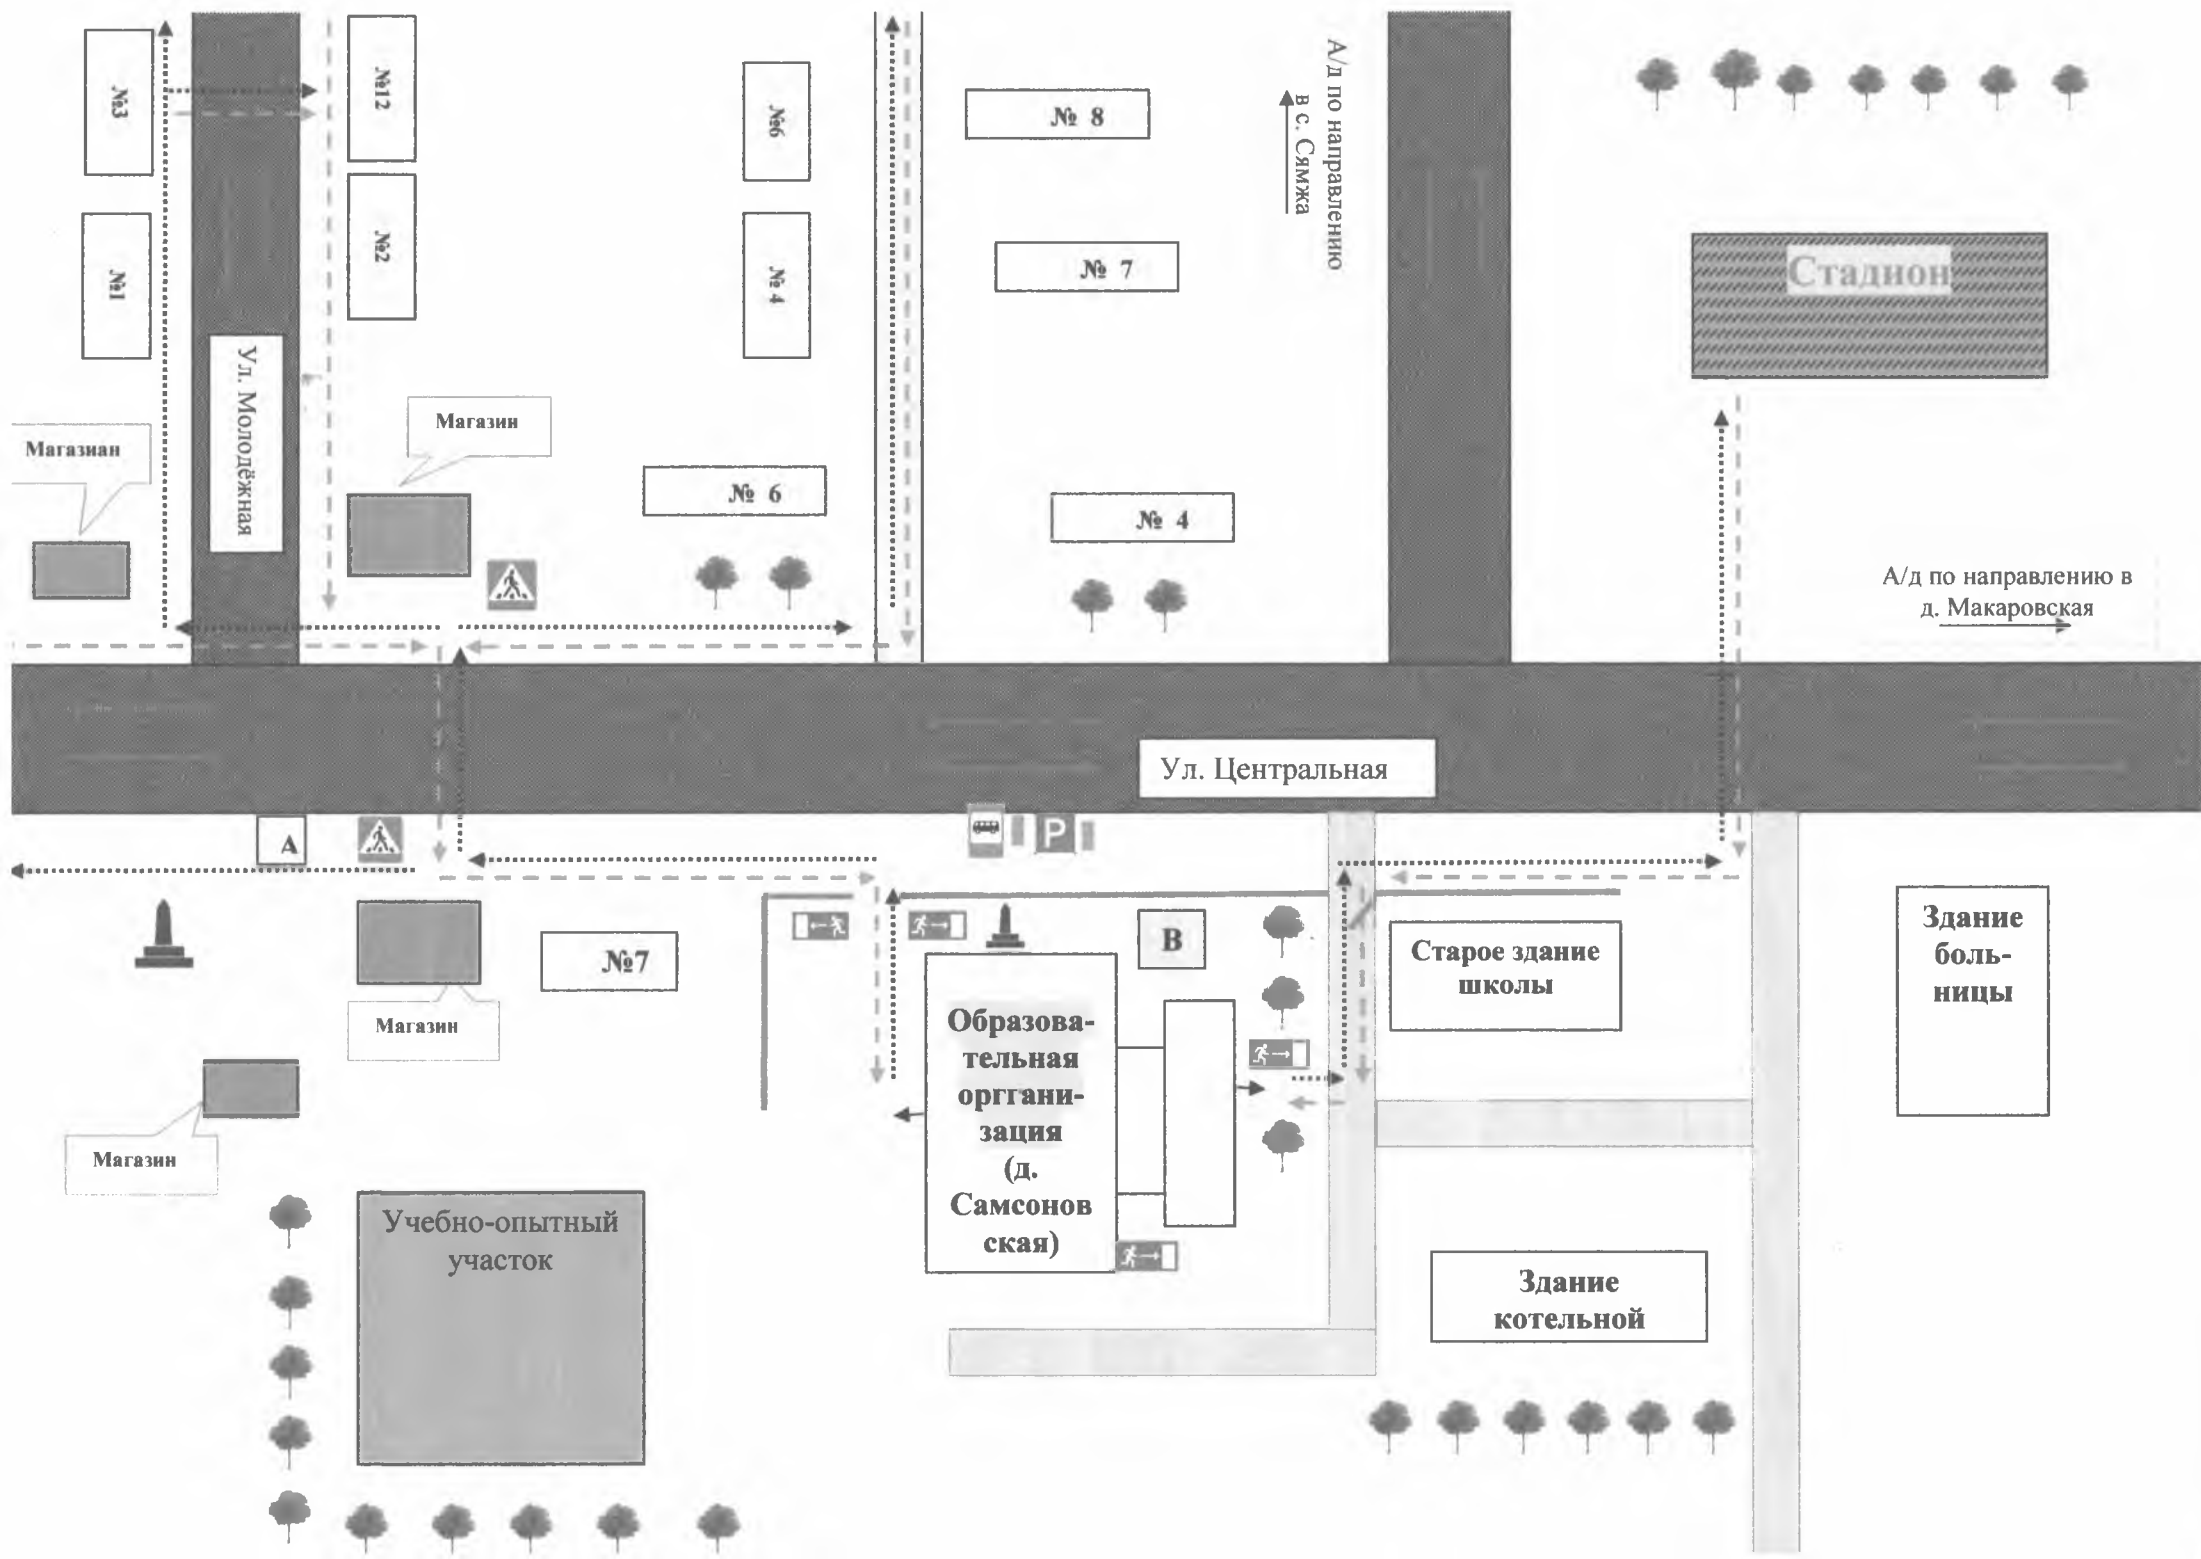 №3
№12
№6
№ 8
А/д по направлению
в с. Сямжа
№1
№2
№ 4
№ 7
Стадион
Ул. Молодёжная
Магазиан
Магазин
№ 6
№ 4
А/д по направлению в
д. Макаровская
Ул. Центральная
А
P
№7
В
Магазин
Магазин
Образова-
тельная
орггани-
зация
(д.
Самсонов
ская)
Старое здание
школы
Здание
боль-
ницы
Учебно-опытный
участок
Здание
котельной